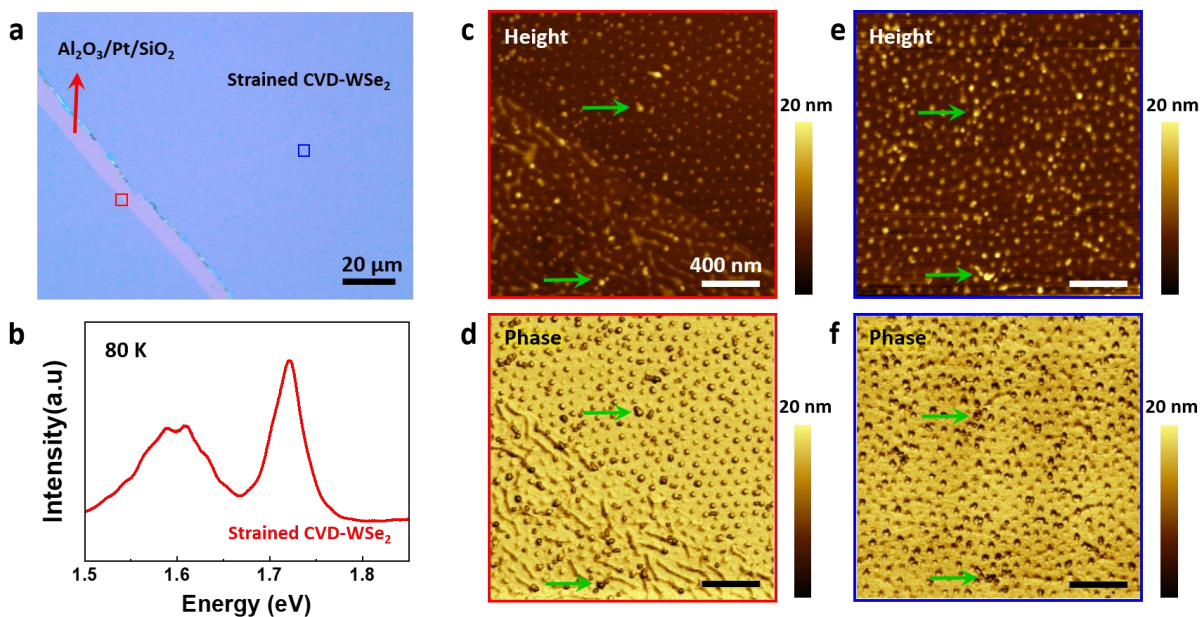 a
Al₂O₃/Pt/SiO₂
Strained CVD-WSe₂
20 µm
b
80 K
Intensity(a.u)
Strained CVD-WSe₂
1.5 1.6 1.7 1.8
Energy (eV)
c
Height
400 nm
20 nm
d
Phase
20 nm
e
Height
20 nm
f
Phase
20 nm